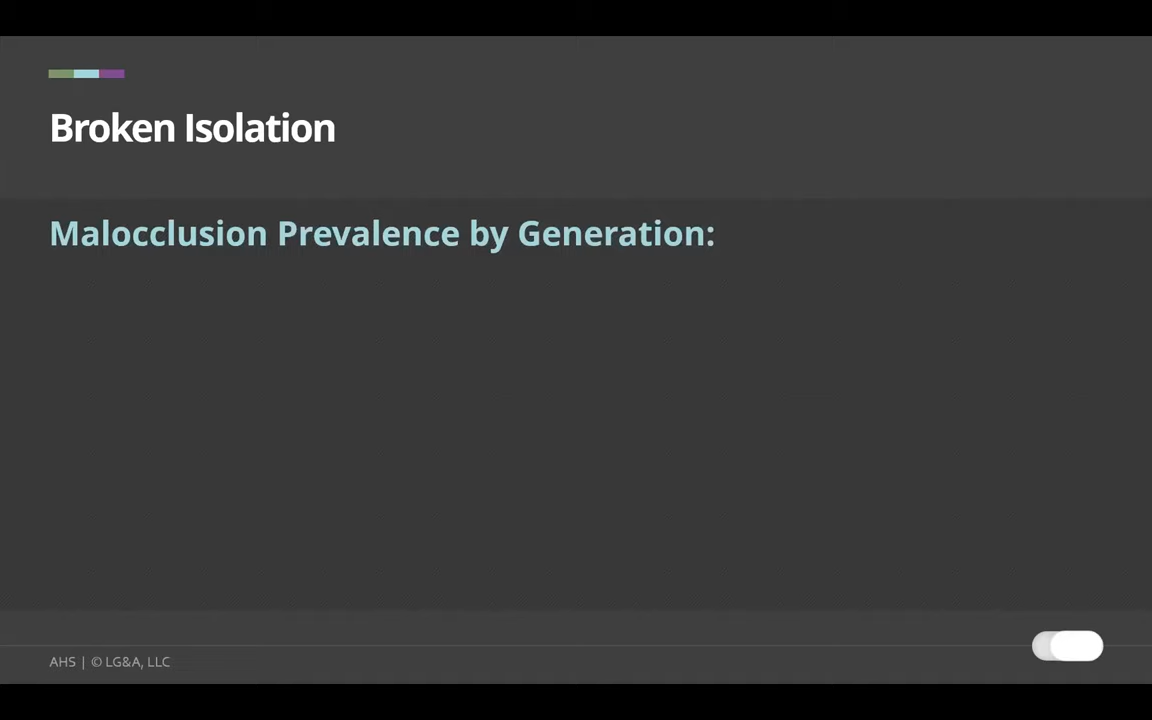 Broken Isolation
Malocclusion Prevalence by Generation:
AHS | © LG&A, LLC